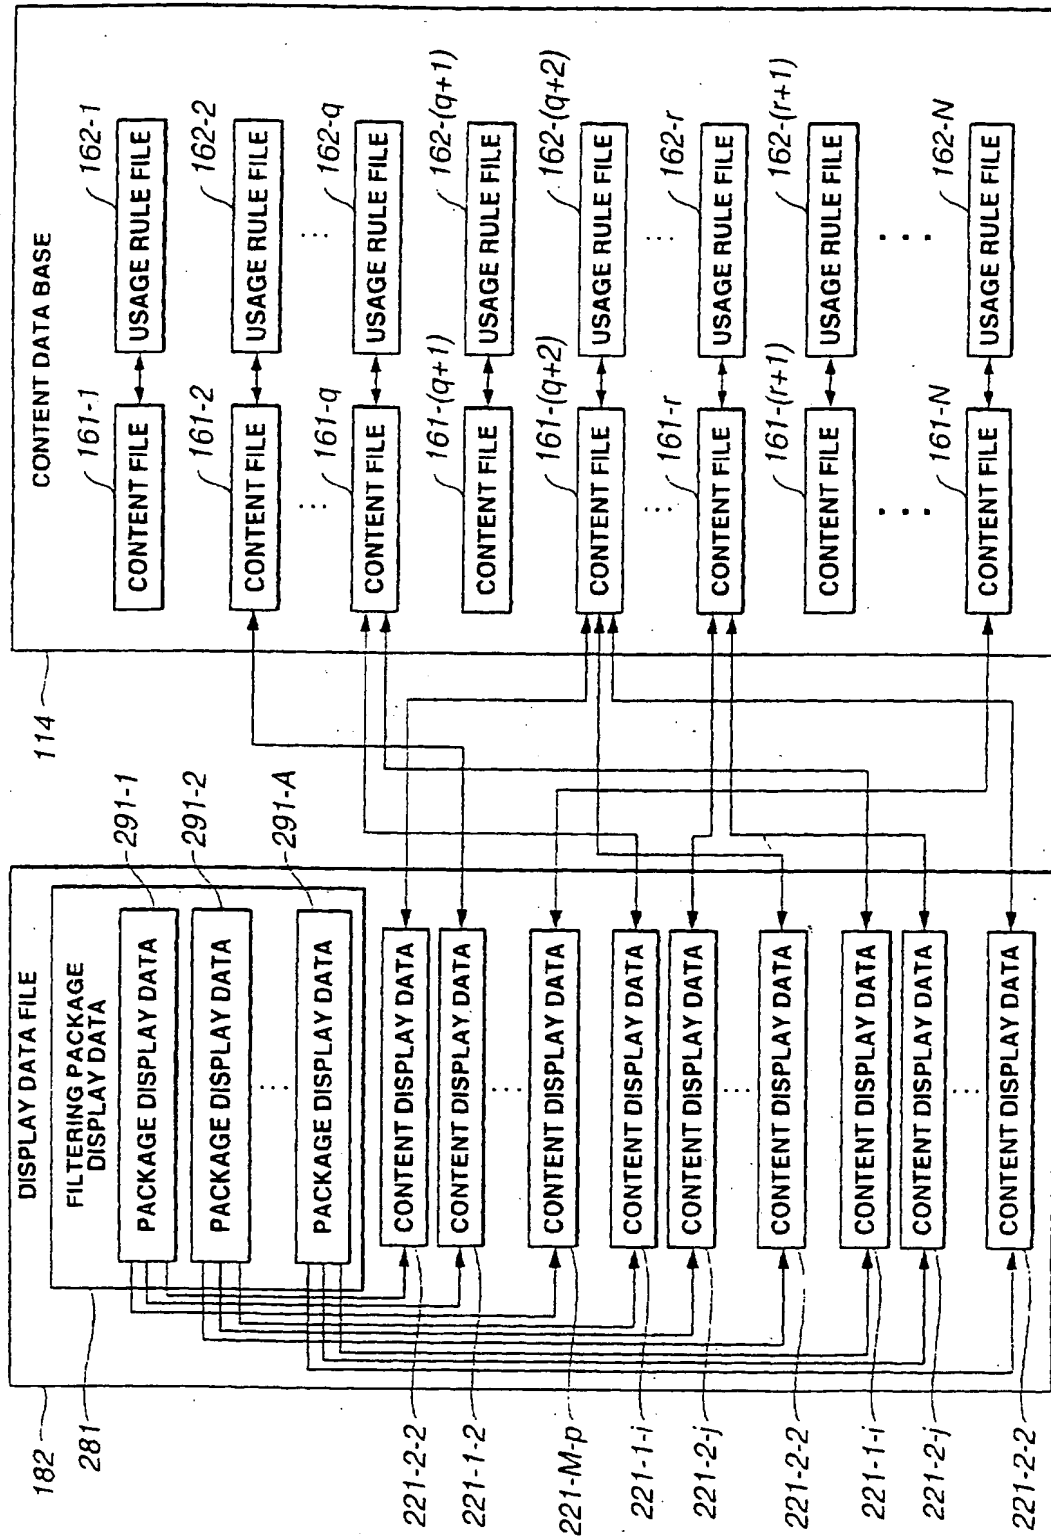 182
DISPLAY DATA FILE
281
FILTERING PACKAGE
DISPLAY DATA
PACKAGE DISPLAY DATA
291-1
PACKAGE DISPLAY DATA
291-2
...
PACKAGE DISPLAY DATA
291-A
221-2-2
CONTENT DISPLAY DATA
221-1-2
CONTENT DISPLAY DATA
...
221-M-p
CONTENT DISPLAY DATA
221-1-i
CONTENT DISPLAY DATA
221-2-j
CONTENT DISPLAY DATA
...
221-2-2
CONTENT DISPLAY DATA
221-1-i
CONTENT DISPLAY DATA
221-2-j
CONTENT DISPLAY DATA
...
221-2-2
CONTENT DISPLAY DATA
114
CONTENT DATA BASE
161-1
CONTENT FILE
162-1
USAGE RULE FILE
161-2
CONTENT FILE
162-2
USAGE RULE FILE
... ...
161-q
CONTENT FILE
162-q
USAGE RULE FILE
161-(q+1)
CONTENT FILE
162-(q+1)
USAGE RULE FILE
161-(q+2)
CONTENT FILE
162-(q+2)
USAGE RULE FILE
... ...
161-r
CONTENT FILE
162-r
USAGE RULE FILE
161-(r+1)
CONTENT FILE
162-(r+1)
USAGE RULE FILE
... ...
161-N
CONTENT FILE
162-N
USAGE RULE FILE